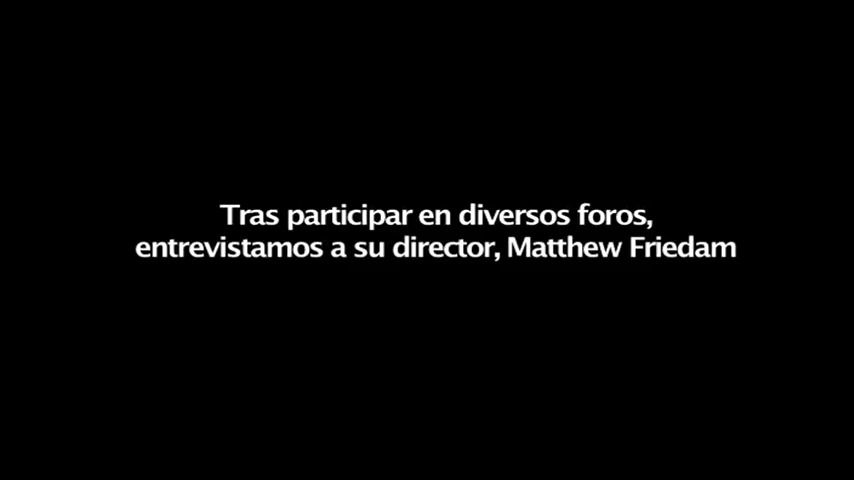 Tras participar en diversos foros,
entrevistamos a su director, Matthew Friedam